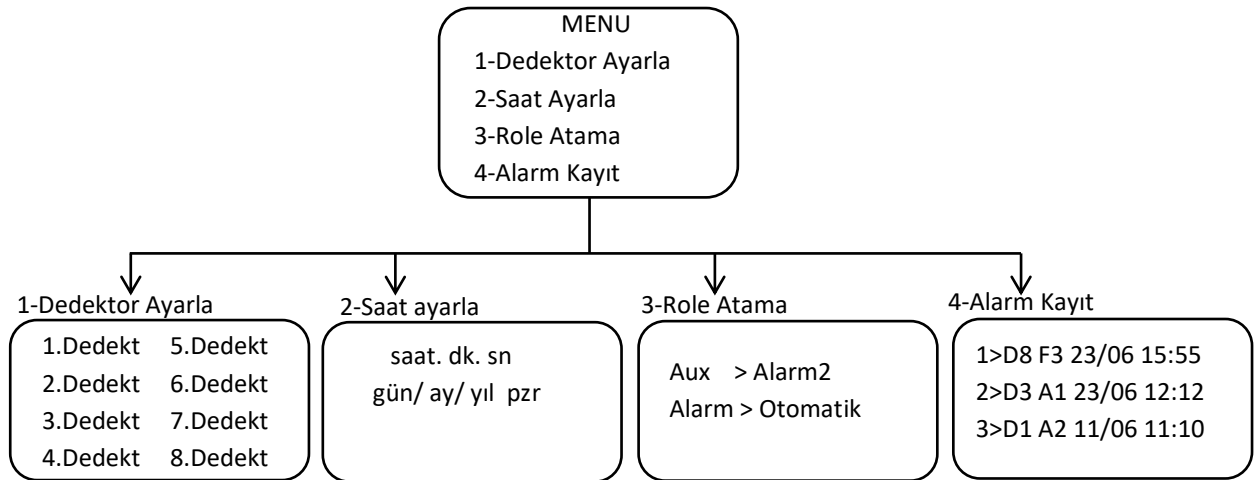 MENU
1-Dedektor Ayarla
2-Saat Ayarla
3-Role Atama
4-Alarm Kayıt
1-Dedektor Ayarla
1.Dedekt 5.Dedekt
2.Dedekt 6.Dedekt
3.Dedekt 7.Dedekt
4.Dedekt 8.Dedekt
2-Saat ayarla
saat. dk. sn
gün/ ay/ yıl pzr
3-Role Atama
Aux > Alarm2
Alarm > Otomatik
4-Alarm Kayıt
1>D8 F3 23/06 15:55
2>D3 A1 23/06 12:12
3>D1 A2 11/06 11:10